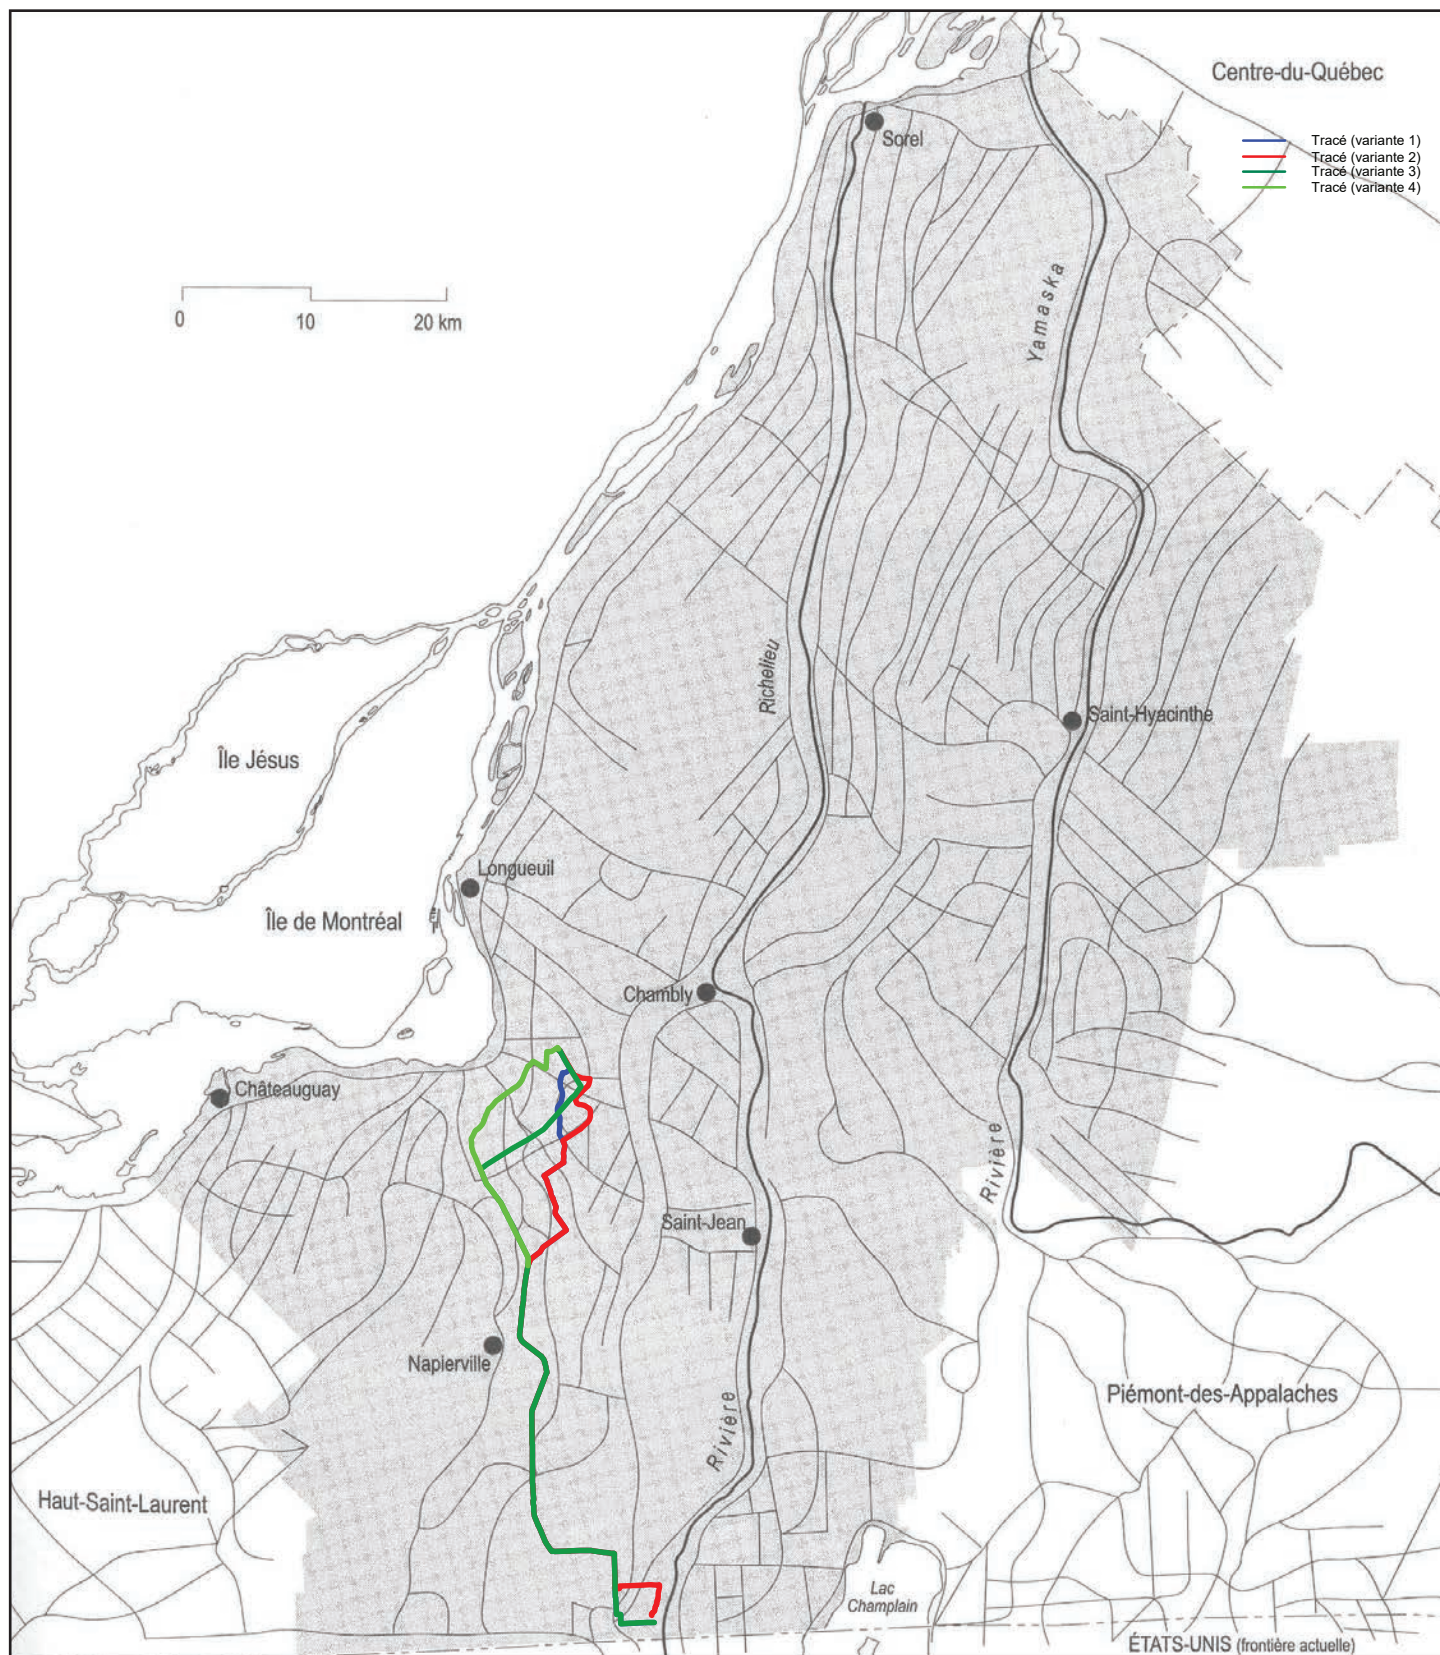 Centre-du-Québec
Tracé (variante 1)
Tracé (variante 2)
Tracé (variante 3)
Tracé (variante 4)
Sorel
Yamaska
0 10 20 km
Richelieu
Saint-Hyacinthe
Île Jésus
Longueuil
Île de Montréal
Chambly
Châteauguay
Rivière
Saint-Jean
Napierville
Piémont-des-Appalaches
Rivière
Haut-Saint-Laurent
Lac
Champlain
ÉTATS-UNIS (frontière actuelle)